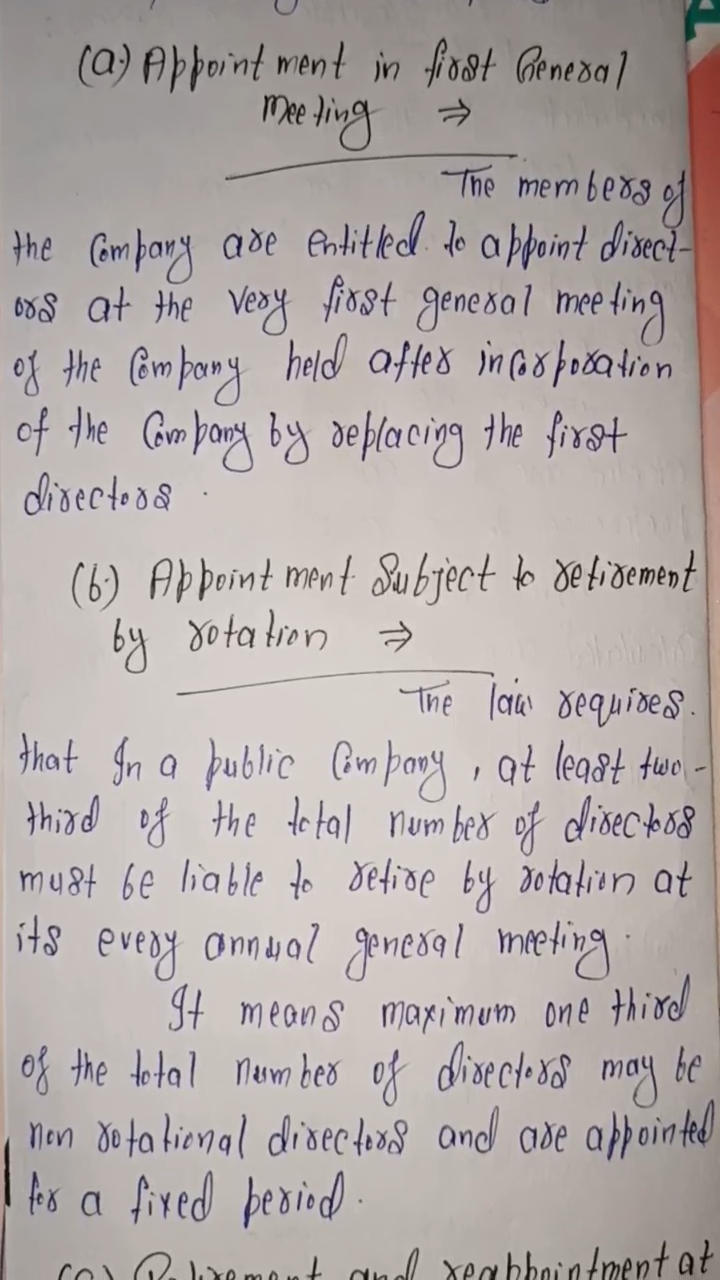 (a) Appointment in first General
Meeting ⇒
The members of
the Company are entitled to appoint direct-
ors at the very first general meeting
of the Company held after incorporation
of the Company by replacing the first
directors.
(b) Appointment Subject to retirement
by rotation ⇒
The law requires.
that In a public Company, at least two-
third of the total number of directors
must be liable to retire by rotation at
its every annual general meeting.
It means maximum one third
of the total number of directors may be
non rotational directors and are appointed
for a fixed period.
and reappointment at